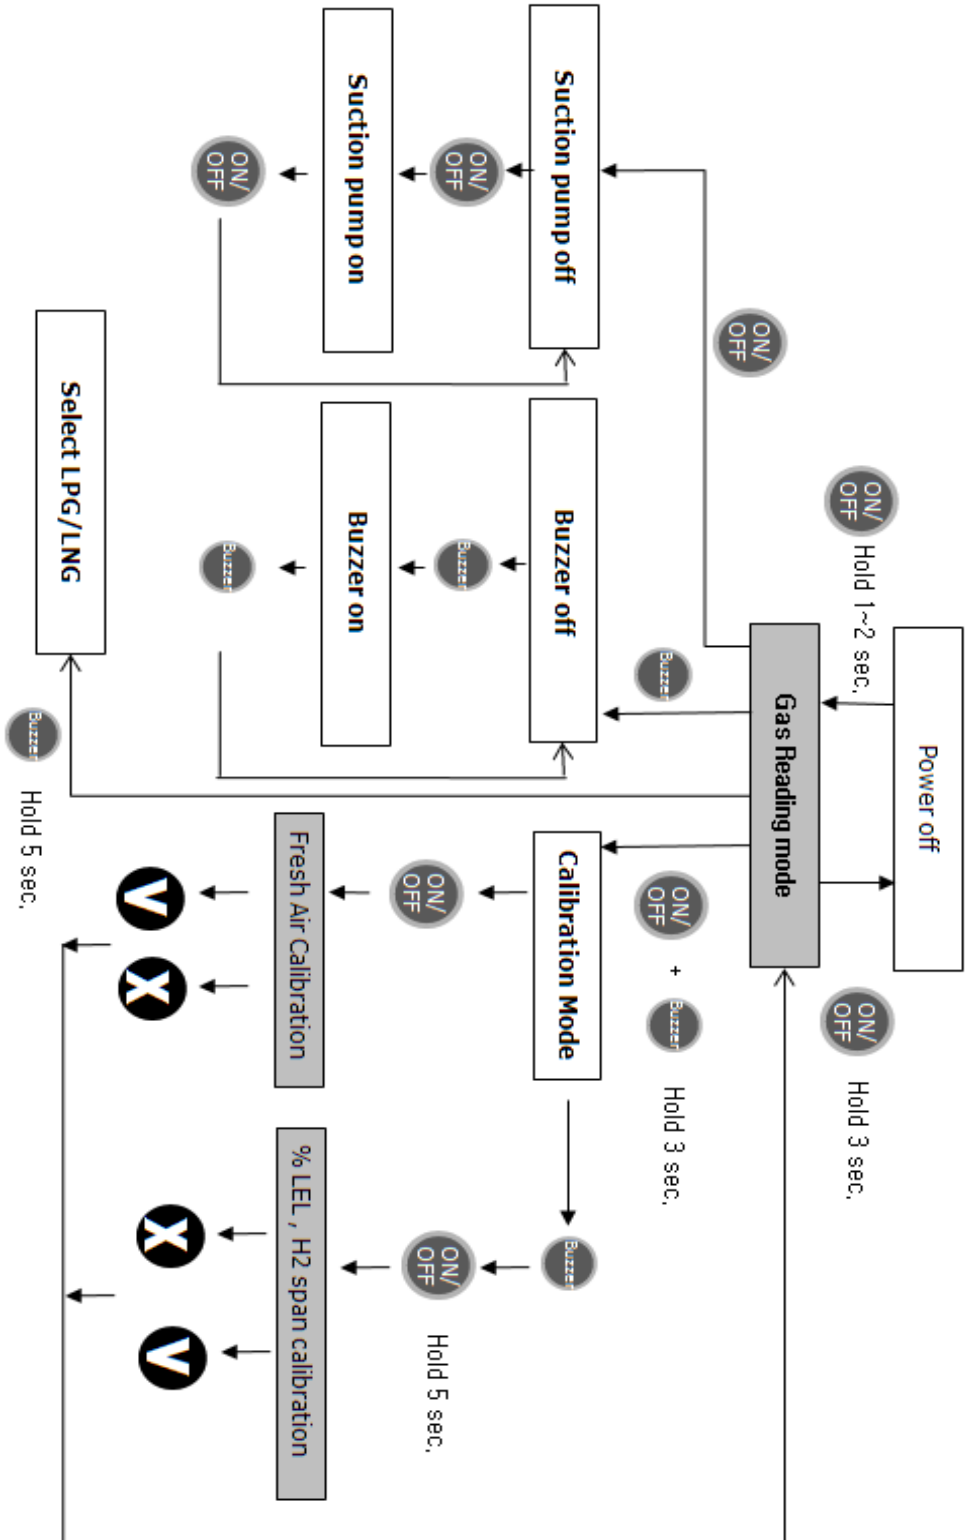 Power off
ON/
OFF
Hold 1~2 sec,
ON/
OFF
Hold 3 sec,
Gas Reading mode
ON/
OFF
Buzzer
ON/
OFF
+
Buzzer
Hold 3 sec,
Suction pump off
Buzzer off
Calibration Mode
Buzzer
ON/
OFF
Buzzer
ON/
OFF
ON/
OFF
Hold 5 sec,
Suction pump on
Buzzer on
Fresh Air Calibration
% LEL , H2 span calibration
ON/
OFF
Buzzer
V
X
X
V
Select LPG/LNG
Buzzer
Hold 5 sec,